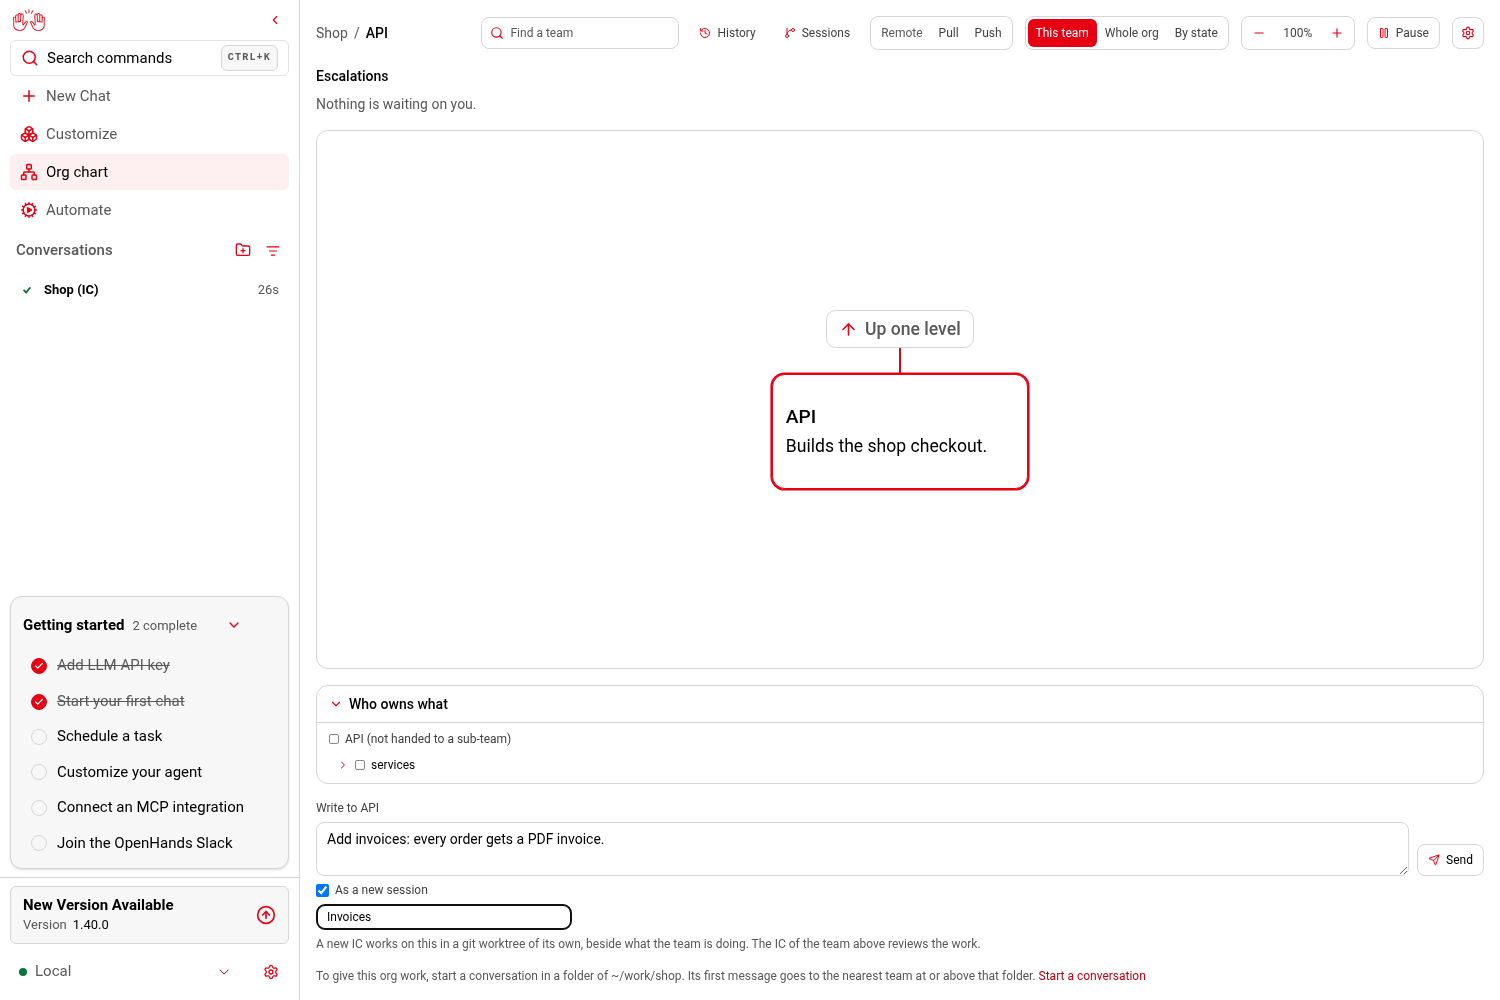 Search commands
CTRL+K
New Chat
Customize
Org chart
Automate
Conversations
Shop (IC)
26s
Getting started
2 complete
Add LLM API key
Start your first chat
Schedule a task
Customize your agent
Connect an MCP integration
Join the OpenHands Slack
New Version Available
Version 1.40.0
Local
Shop / API
Find a team
History
Sessions
Remote
Pull
Push
This team
Whole org
By state
100%
Pause
Escalations
Nothing is waiting on you.
Up one level
API
Builds the shop checkout.
Who owns what
API (not handed to a sub-team)
services
Write to API
Add invoices: every order gets a PDF invoice.
Send
As a new session
Invoices
A new IC works on this in a git worktree of its own, beside what the team is doing. The IC of the team above reviews the work.
To give this org work, start a conversation in a folder of ~/work/shop. Its first message goes to the nearest team at or above that folder. Start a conversation